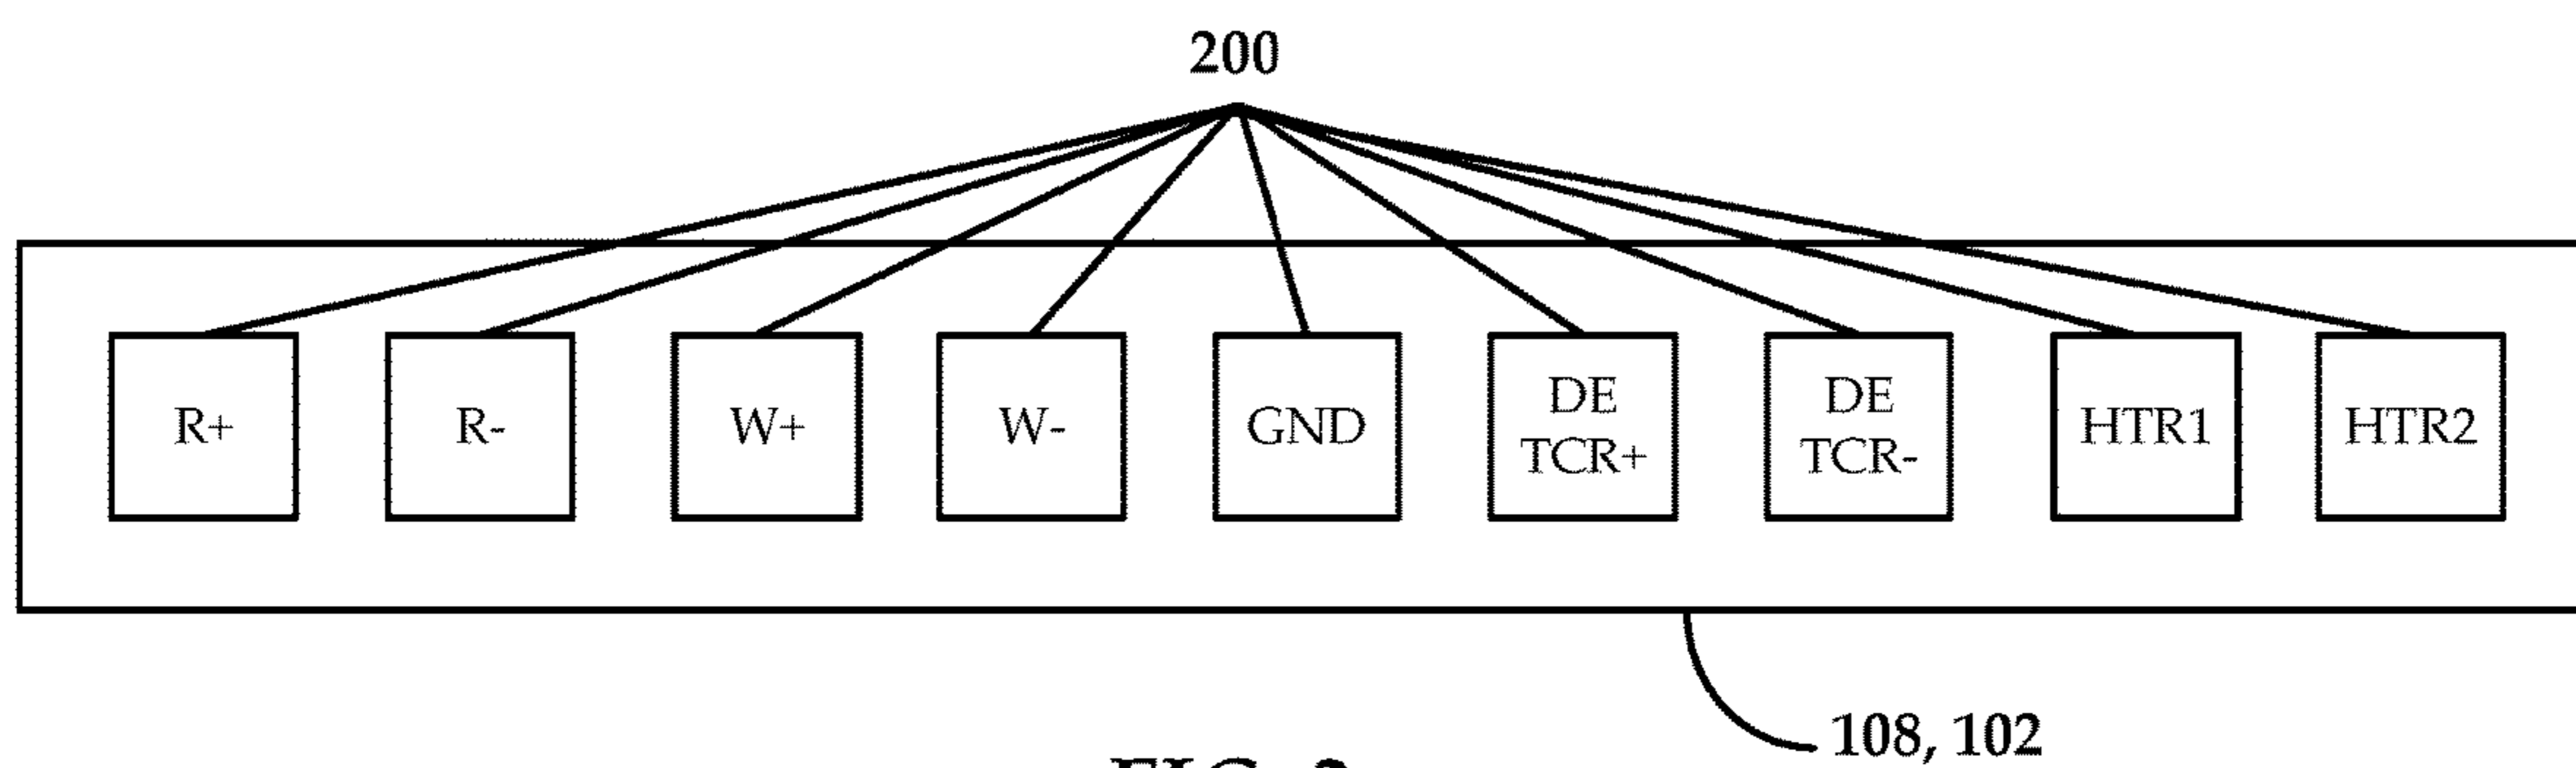 200
R+ R- W+ W- GND DE TCR+ DE TCR- HTR1 HTR2
108, 102